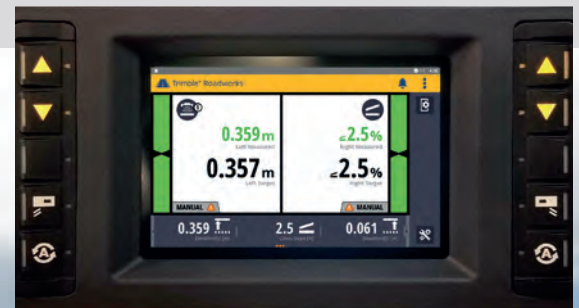 Trimble® Roadworks
0.359 m
Left Measured
0.357 m
Left Target
MANUAL
2.5%
Right Measured
2.5%
Right Target
MANUAL
0.359
2.5
0.061
A
A